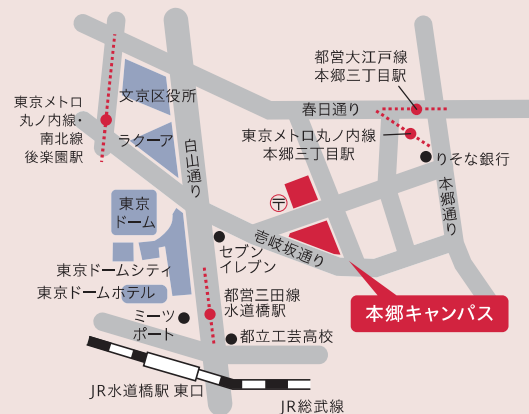 都営大江戸線
本郷三丁目駅
文京区役所
春日通り
東京メトロ
丸ノ内線・
南北線
後楽園駅
ラクーア
白山通り
東京メトロ丸ノ内線
本郷三丁目駅
りそな銀行
本郷通り
東京
ドーム
〒
壱岐坂通り
セブン
イレブン
東京ドームシティ
東京ドームホテル
都営三田線
水道橋駅
ミーツ
ポート
本郷キャンパス
都立工芸高校
JR水道橋駅 東口
JR総武線